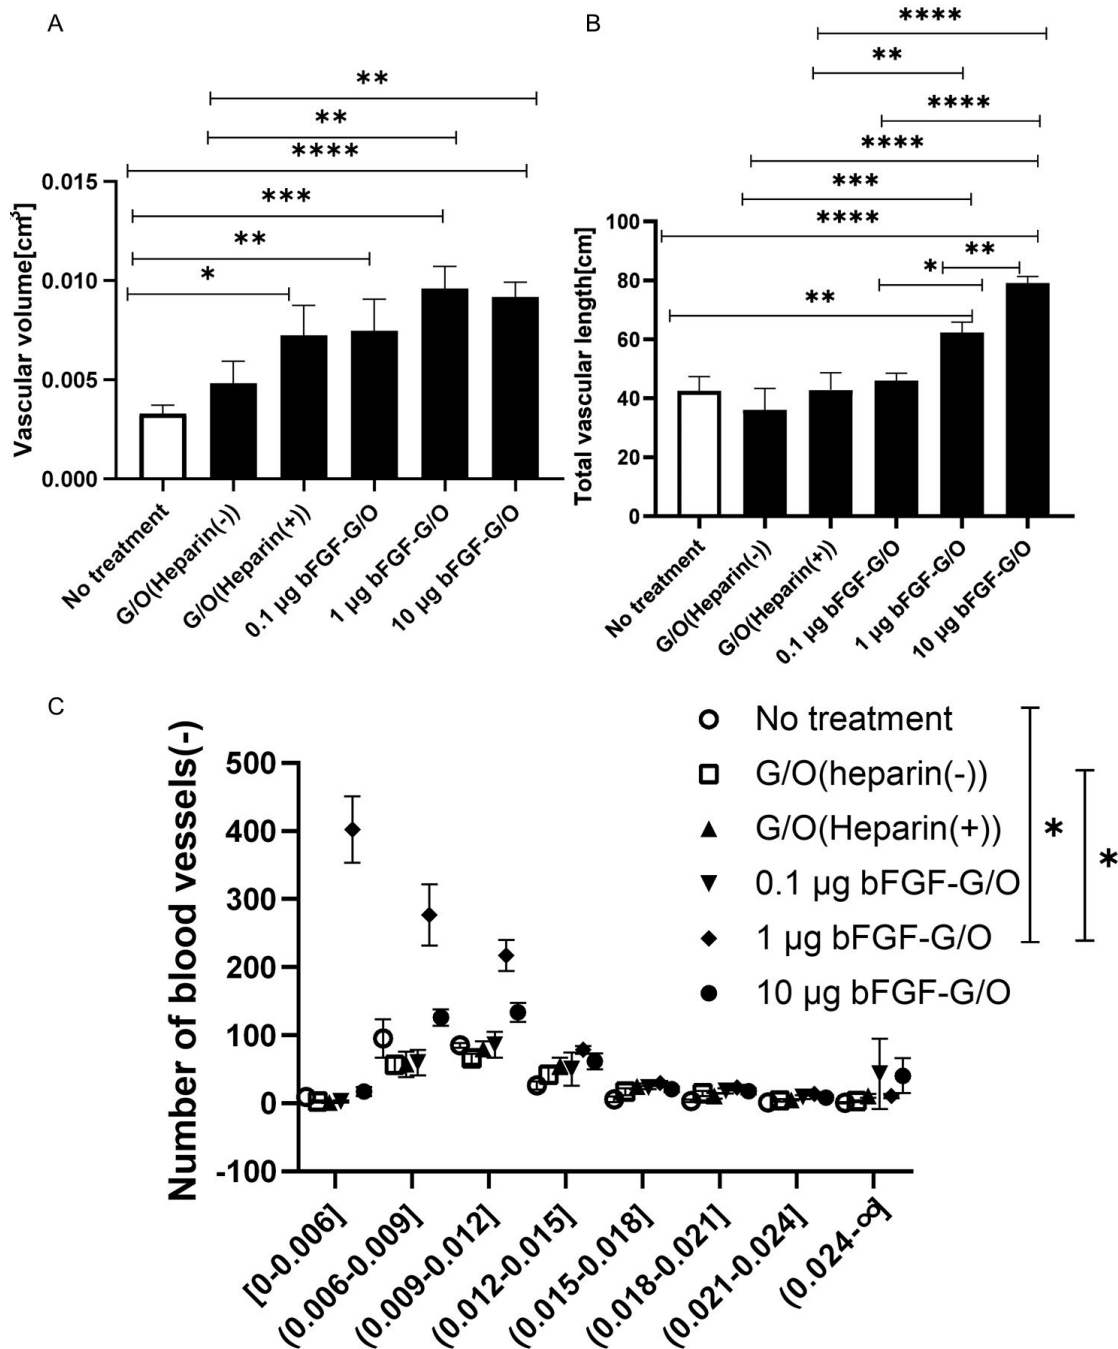 A
**
**
****
***
**
*
Vascular volume[cm³]
0.015
0.010
0.005
0.000
No treatment
G/O(Heparin(-))
G/O(Heparin(+))
0.1 µg bFGF-G/O
1 µg bFGF-G/O
10 µg bFGF-G/O
B
****
**
****
****
***
****
**
*
**
Total vascular length[cm]
100
80
60
40
20
0
No treatment
G/O(Heparin(-))
G/O(Heparin(+))
0.1 µg bFGF-G/O
1 µg bFGF-G/O
10 µg bFGF-G/O
C
Number of blood vessels(-)
500
400
300
200
100
0
-100
[0-0.006]
(0.006-0.009]
(0.009-0.012]
(0.012-0.015]
(0.015-0.018]
(0.018-0.021]
(0.021-0.024]
(0.024-∞]
No treatment
G/O(heparin(-))
G/O(Heparin(+))
0.1 µg bFGF-G/O
1 µg bFGF-G/O
10 µg bFGF-G/O
*
*